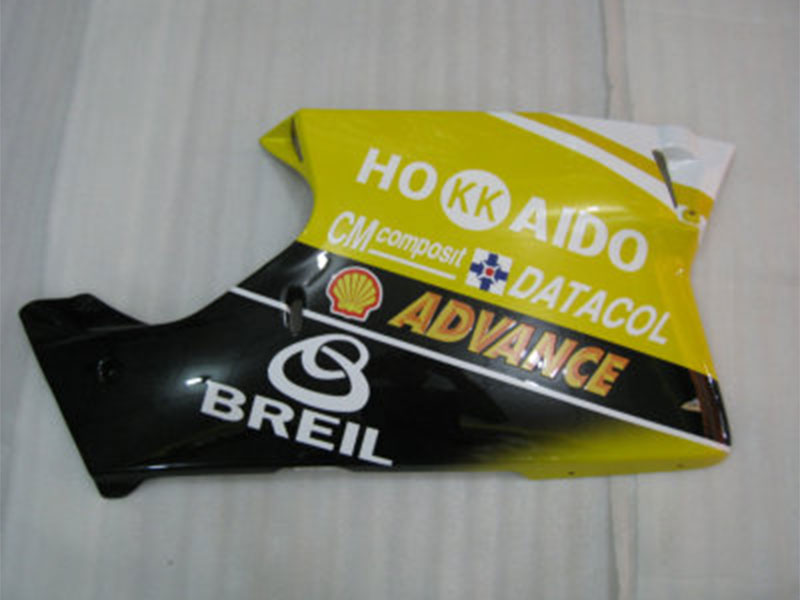 HOKKAIDO
CM composit
DATACOL
ADVANCE
BREIL